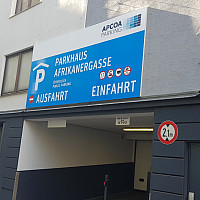 APCOA
PARKING
P
PARKHAUS
AFRIKANERGASSE
AUSFAHRT
EINFAHRT
2,1m